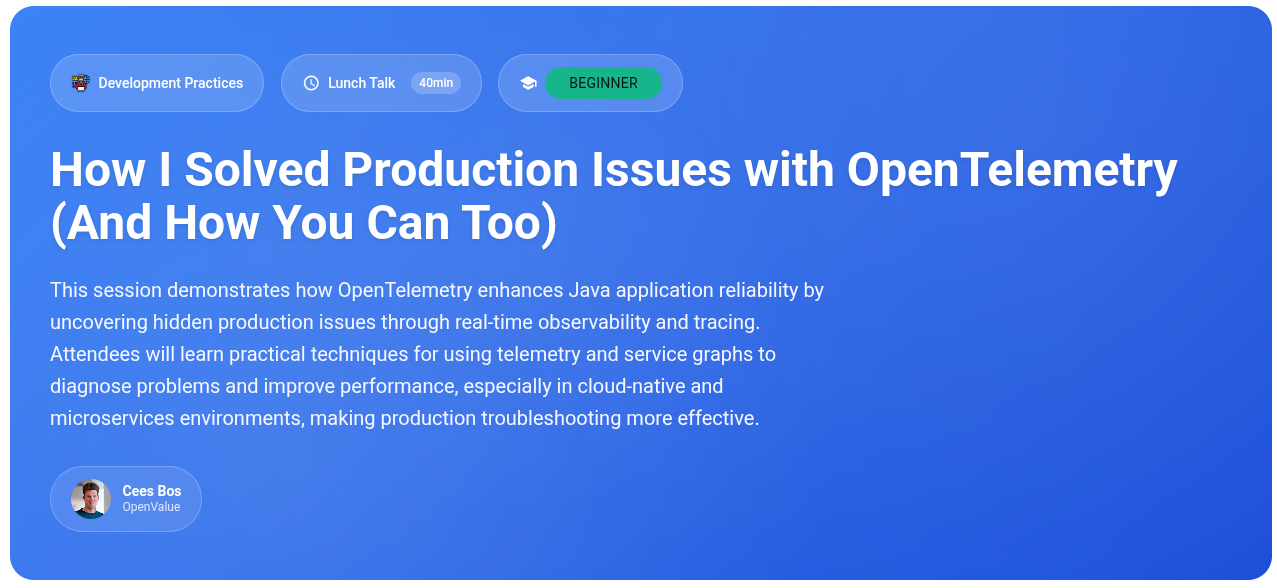 Development Practices
Lunch Talk 40min
BEGINNER
How I Solved Production Issues with OpenTelemetry
(And How You Can Too)
This session demonstrates how OpenTelemetry enhances Java application reliability by
uncovering hidden production issues through real-time observability and tracing.
Attendees will learn practical techniques for using telemetry and service graphs to
diagnose problems and improve performance, especially in cloud-native and
microservices environments, making production troubleshooting more effective.
Cees Bos
OpenValue